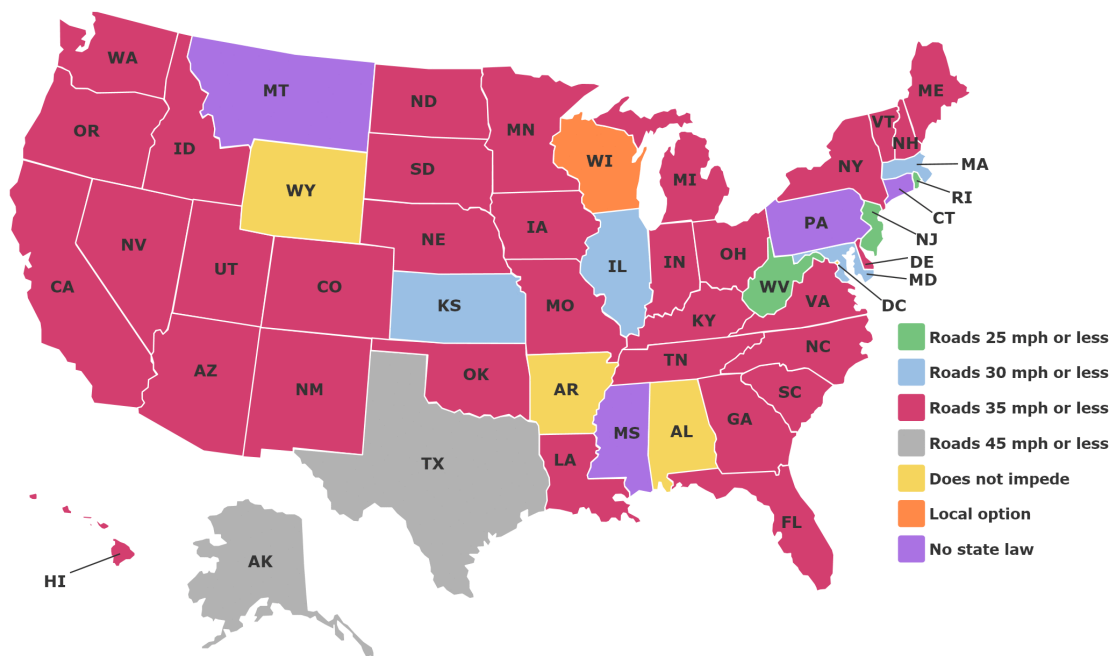 WA
MT
ND
MN
ME
OR
ID
VT
NH
WI
SD
NY
MA
MI
WY
RI
CT
PA
IA
NE
NV
NJ
OH
IN
DE
UT
IL
MD
CA
CO
WV
KS
MO
VA
DC
KY
Roads 25 mph or less
NC
TN
AZ
Roads 30 mph or less
OK
NM
AR
SC
Roads 35 mph or less
GA
MS
AL
Roads 45 mph or less
TX
LA
Does not impede
Local option
FL
No state law
AK
HI